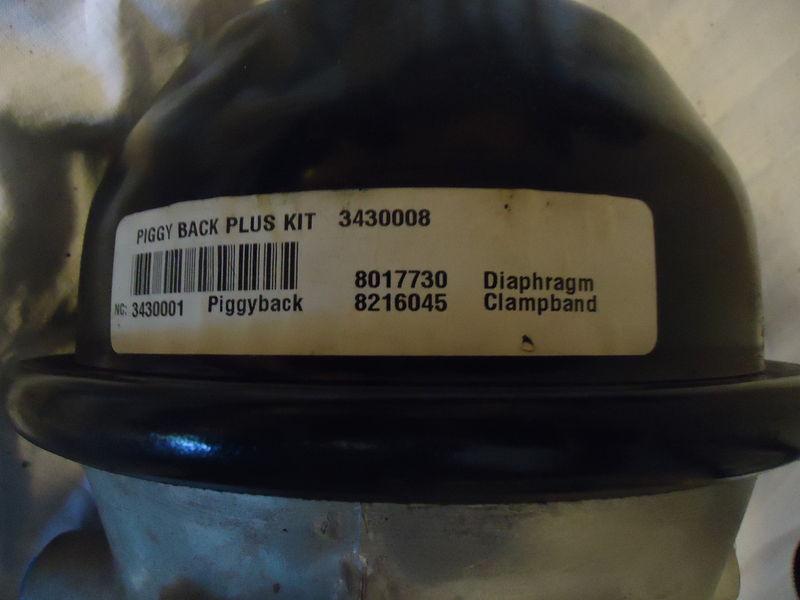 PIGGY BACK PLUS KIT 3430008
8017730 Diaphragm
NC: 3430001 Piggyback 8216045 Clampband